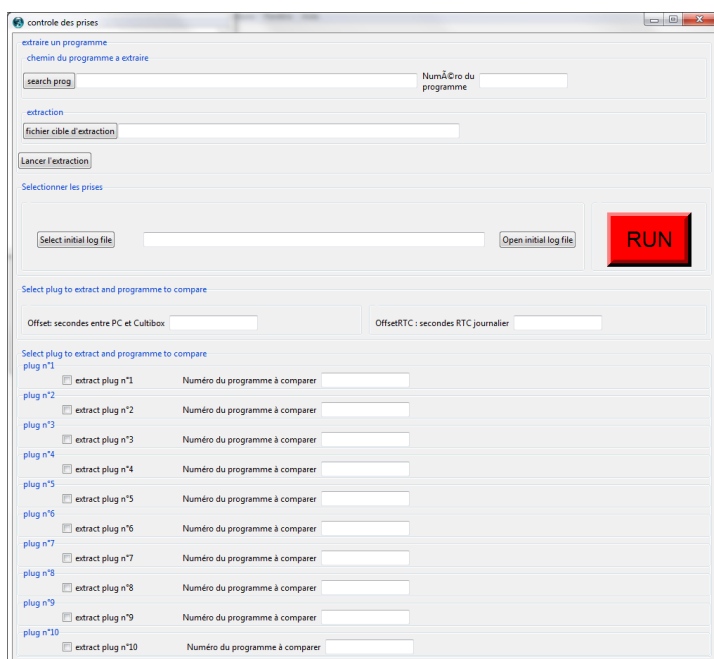 controle des prises
extraire un programme
chemin du programme a extraire
search prog
NumÃ©ro du
programme
extraction
fichier cible d'extraction
Lancer l'extraction
Selectionner les prises
Select initial log file
Open initial log file
RUN
Select plug to extract and programme to compare
Offset: secondes entre PC et Cultibox
OffsetRTC : secondes RTC journalier
Select plug to extract and programme to compare
plug n°1
extract plug n°1 Numéro du programme à comparer
plug n°2
extract plug n°2 Numéro du programme à comparer
plug n°3
extract plug n°3 Numéro du programme à comparer
plug n°4
extract plug n°4 Numéro du programme à comparer
plug n°5
extract plug n°5 Numéro du programme à comparer
plug n°6
extract plug n°6 Numéro du programme à comparer
plug n°7
extract plug n°7 Numéro du programme à comparer
plug n°8
extract plug n°8 Numéro du programme à comparer
plug n°9
extract plug n°9 Numéro du programme à comparer
plug n°10
extract plug n°10 Numéro du programme à comparer